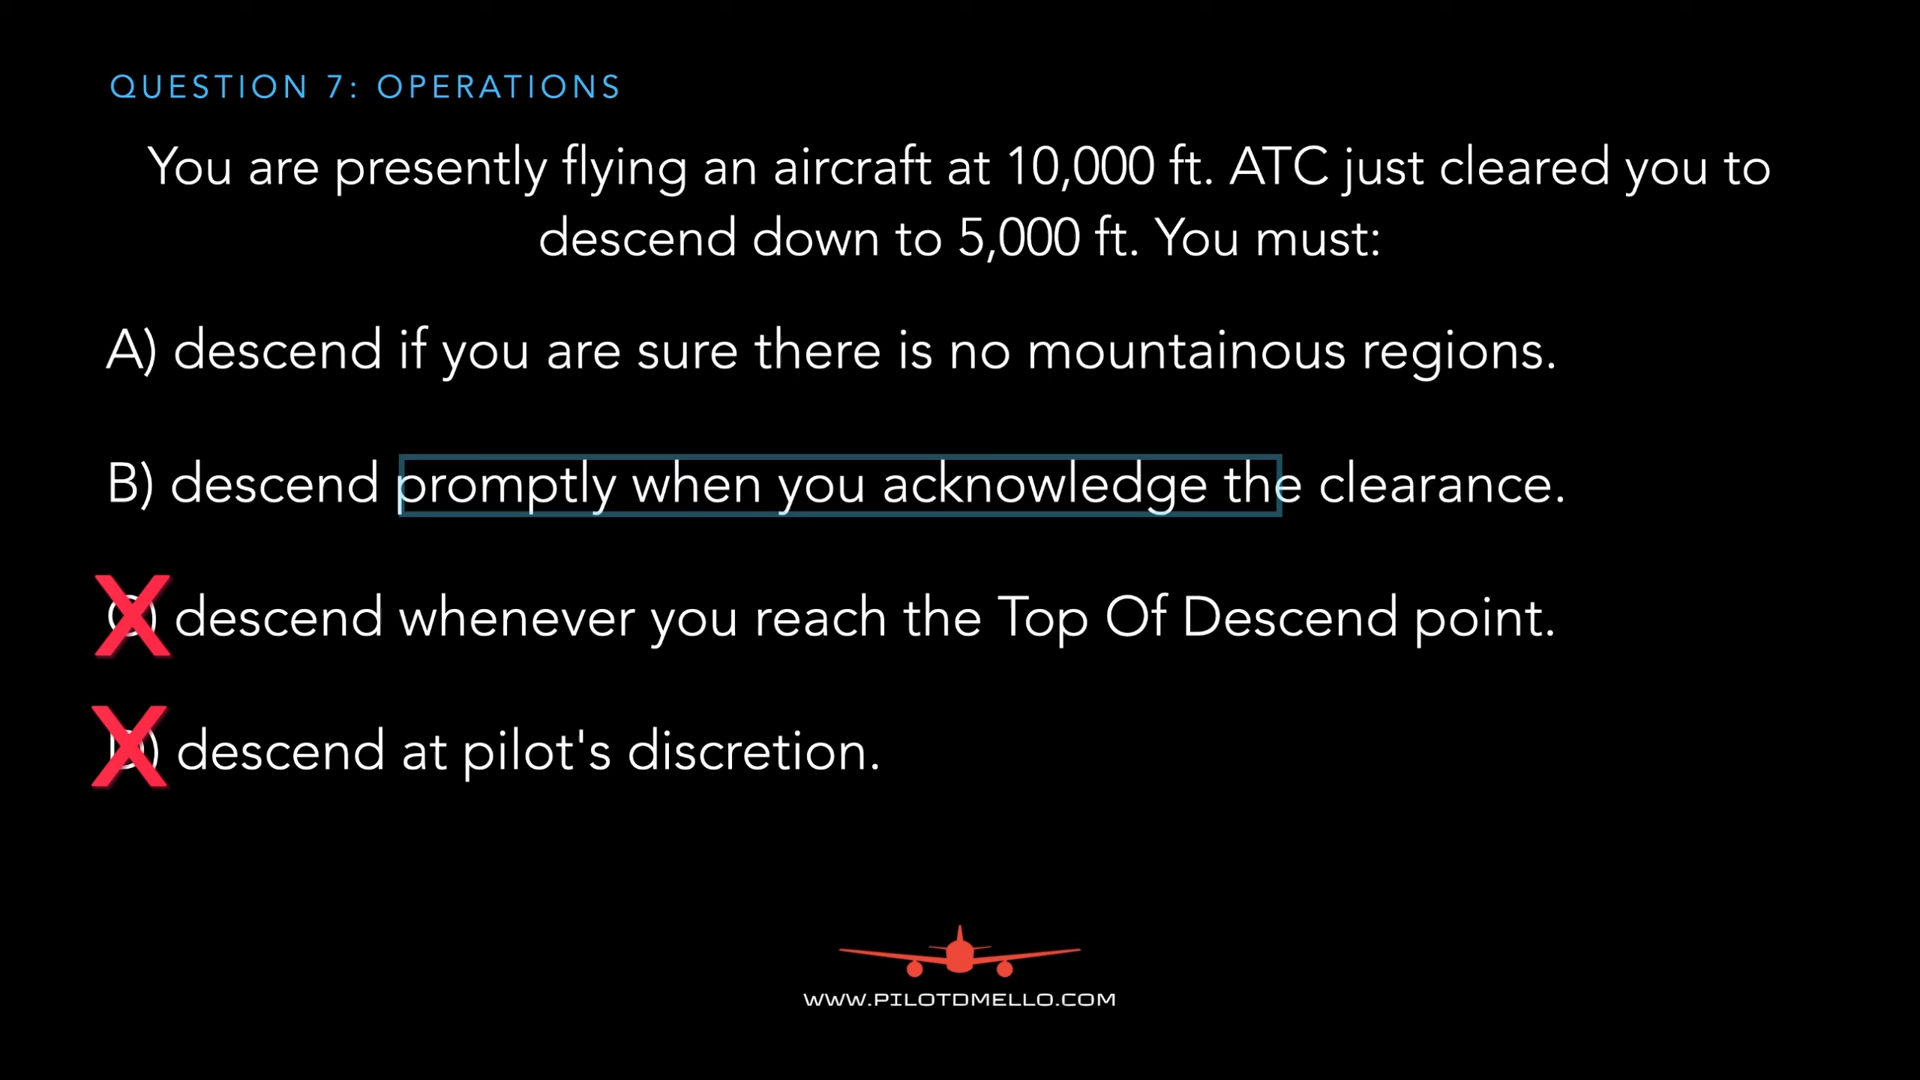 QUESTION 7: OPERATIONS
You are presently flying an aircraft at 10,000 ft. ATC just cleared you to
descend down to 5,000 ft. You must:
A) descend if you are sure there is no mountainous regions.
B) descend promptly when you acknowledge the clearance.
C) descend whenever you reach the Top Of Descend point.
D) descend at pilot's discretion.
WWW.PILOTDMELLO.COM